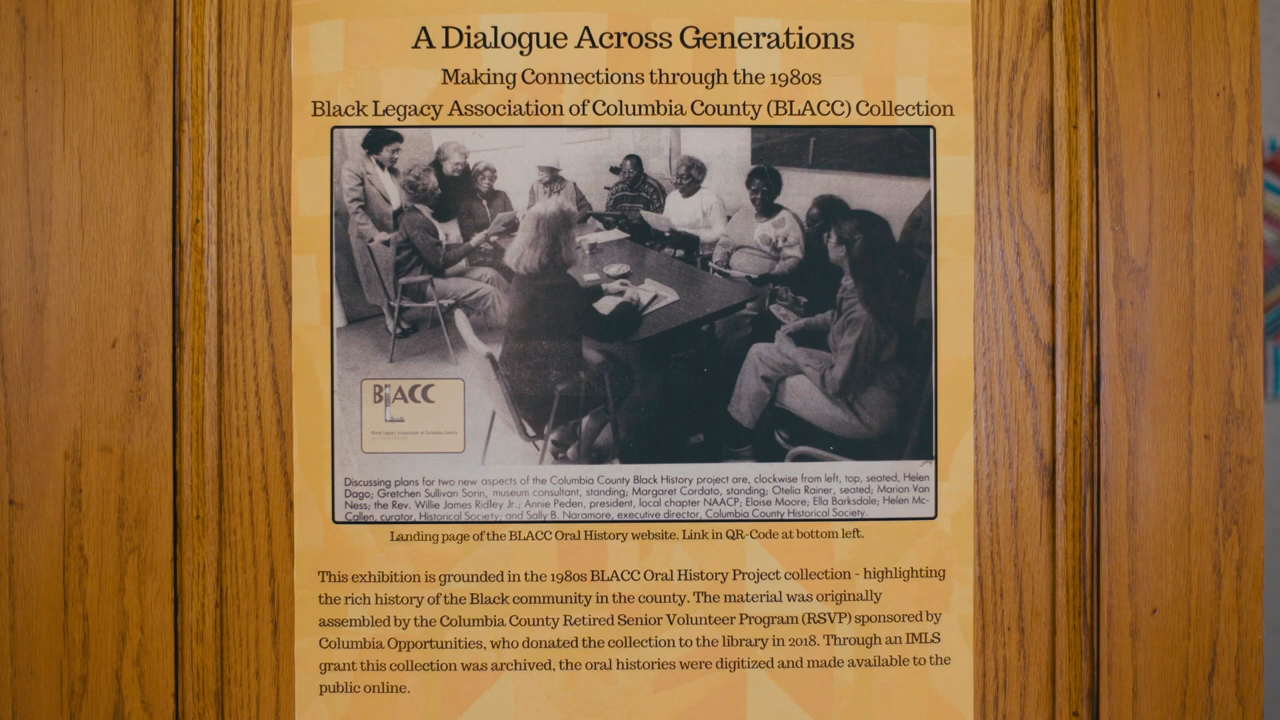 A Dialogue Across Generations
Making Connections through the 1980s
Black Legacy Association of Columbia County (BLACC) Collection
BLACC
Black Legacy Association of Columbia County
Discussing plans for two new aspects of the Columbia County Black History project are, clockwise from left, top, seated, Helen
Dago; Gretchen Sullivan Sorin, museum consultant, standing; Margaret Cordato, standing; Otelia Rainer, seated; Marion Van
Ness; the Rev. Willie James Ridley Jr.; Annie Peden, president, local chapter NAACP; Eloise Moore; Ella Barksdale; Helen Mc-
Callen, curator, Historical Society; and Sally B. Naramore, executive director, Columbia County Historical Society.
Landing page of the BLACC Oral History website. Link in QR-Code at bottom left.
This exhibition is grounded in the 1980s BLACC Oral History Project collection - highlighting
the rich history of the Black community in the county. The material was originally
assembled by the Columbia County Retired Senior Volunteer Program (RSVP) sponsored by
Columbia Opportunities, who donated the collection to the library in 2018. Through an IMLS
grant this collection was archived, the oral histories were digitized and made available to the
public online.